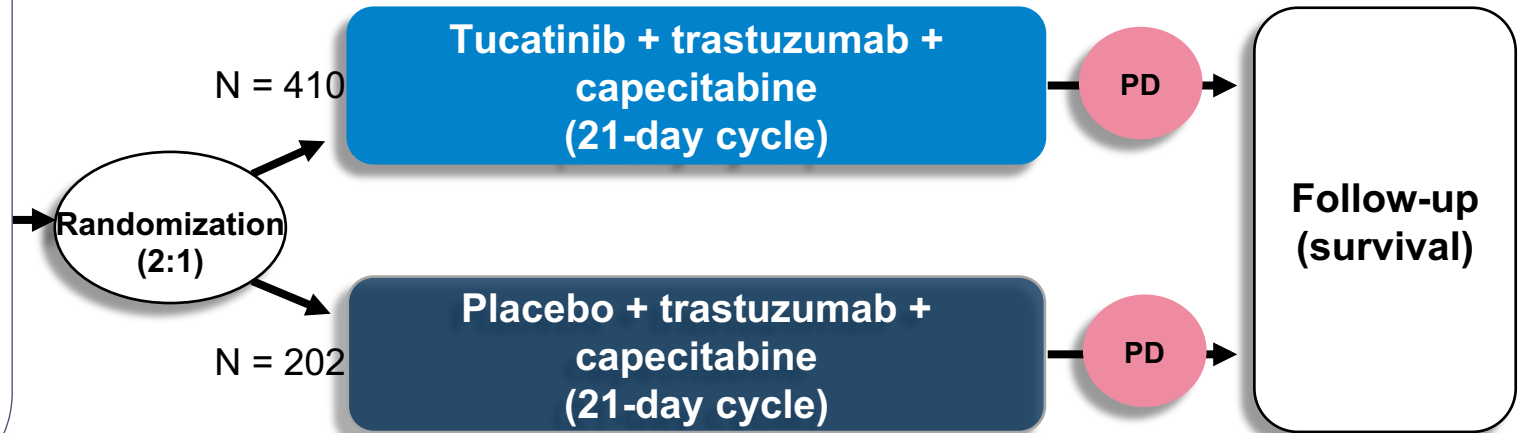 Tucatinib + trastuzumab +
capecitabine
(21-day cycle)
N = 410
PD
Randomization
(2:1)
Follow-up
(survival)
Placebo + trastuzumab +
capecitabine
(21-day cycle)
N = 202
PD